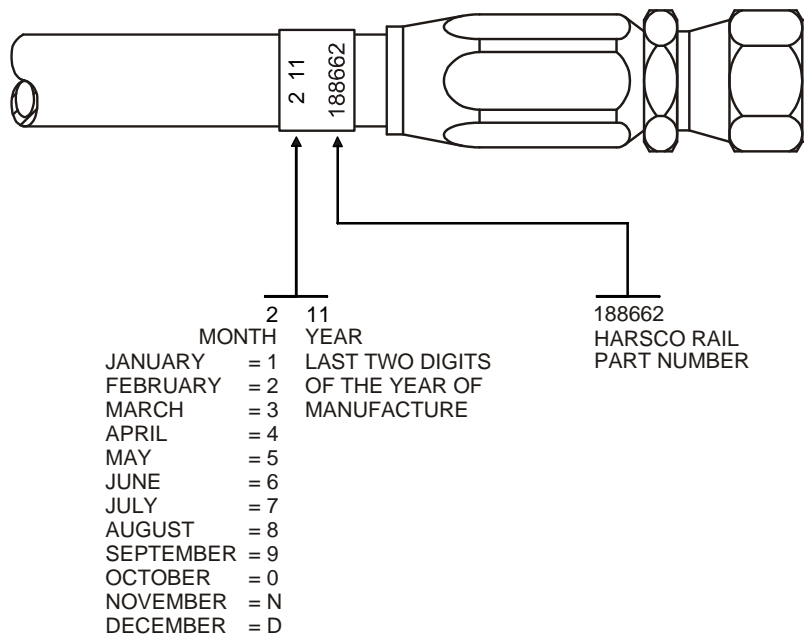 2 11
188662
2 11
MONTH YEAR
JANUARY = 1 LAST TWO DIGITS
FEBRUARY = 2 OF THE YEAR OF
MARCH = 3 MANUFACTURE
APRIL = 4
MAY = 5
JUNE = 6
JULY = 7
AUGUST = 8
SEPTEMBER = 9
OCTOBER = 0
NOVEMBER = N
DECEMBER = D
188662
HARSCO RAIL
PART NUMBER